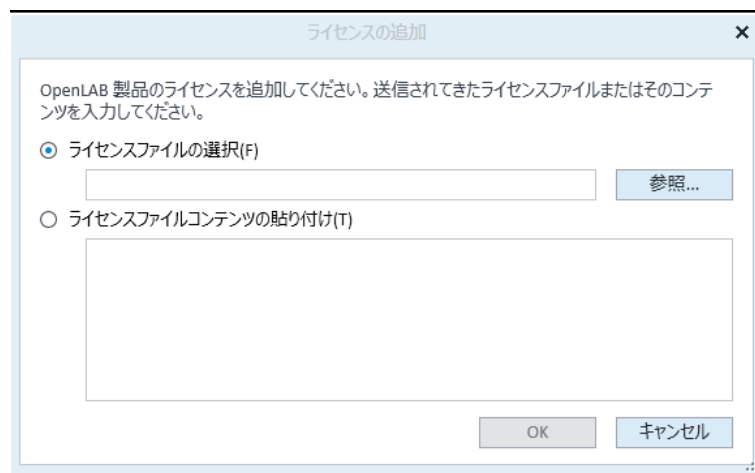 ライセンスの追加
OpenLAB 製品のライセンスを追加してください。送信されてきたライセンスファイルまたはそのコンテ
ンツを入力してください。
ライセンスファイルの選択(F)
参照...
ライセンスファイルコンテンツの貼り付け(T)
OK
キャンセル